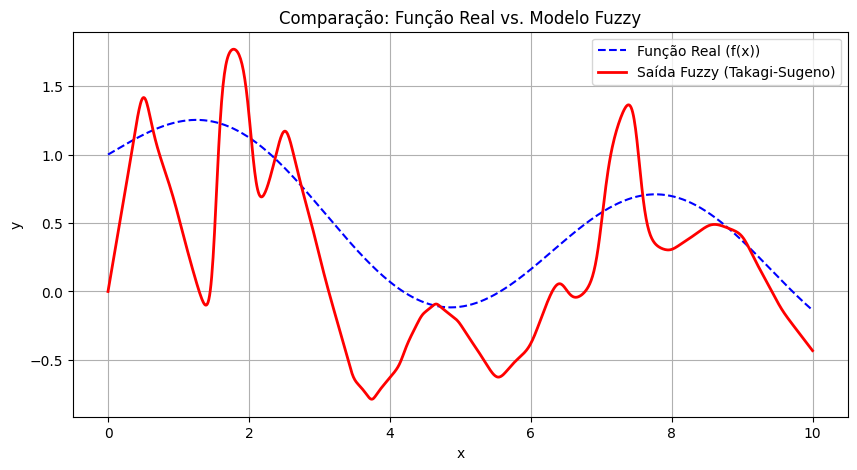 Comparação: Função Real vs. Modelo Fuzzy
Função Real (f(x))
Saída Fuzzy (Takagi-Sugeno)
1.5
1.0
0.5
0.0
−0.5
y
0 2 4 6 8 10
x